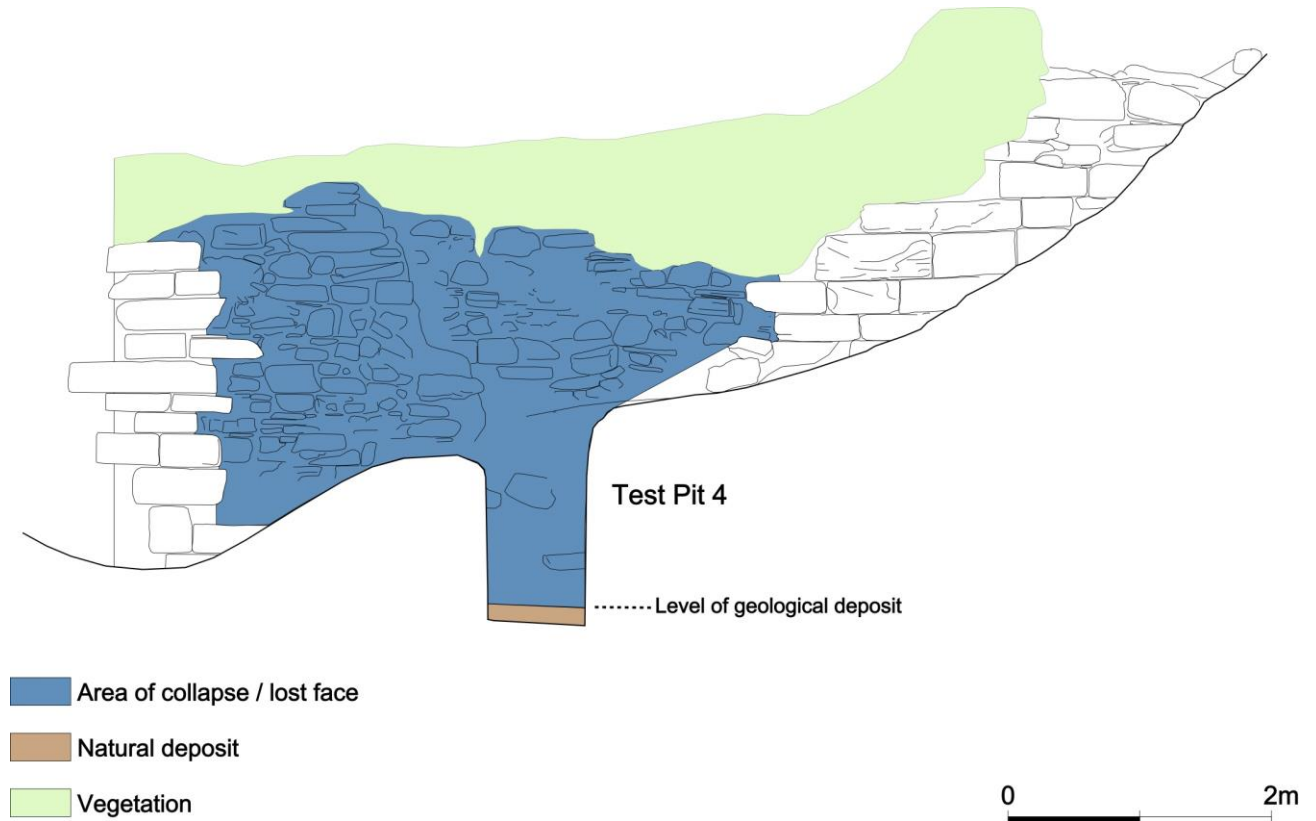 Test Pit 4
Level of geological deposit
Area of collapse / lost face
Natural deposit
Vegetation
0 2m